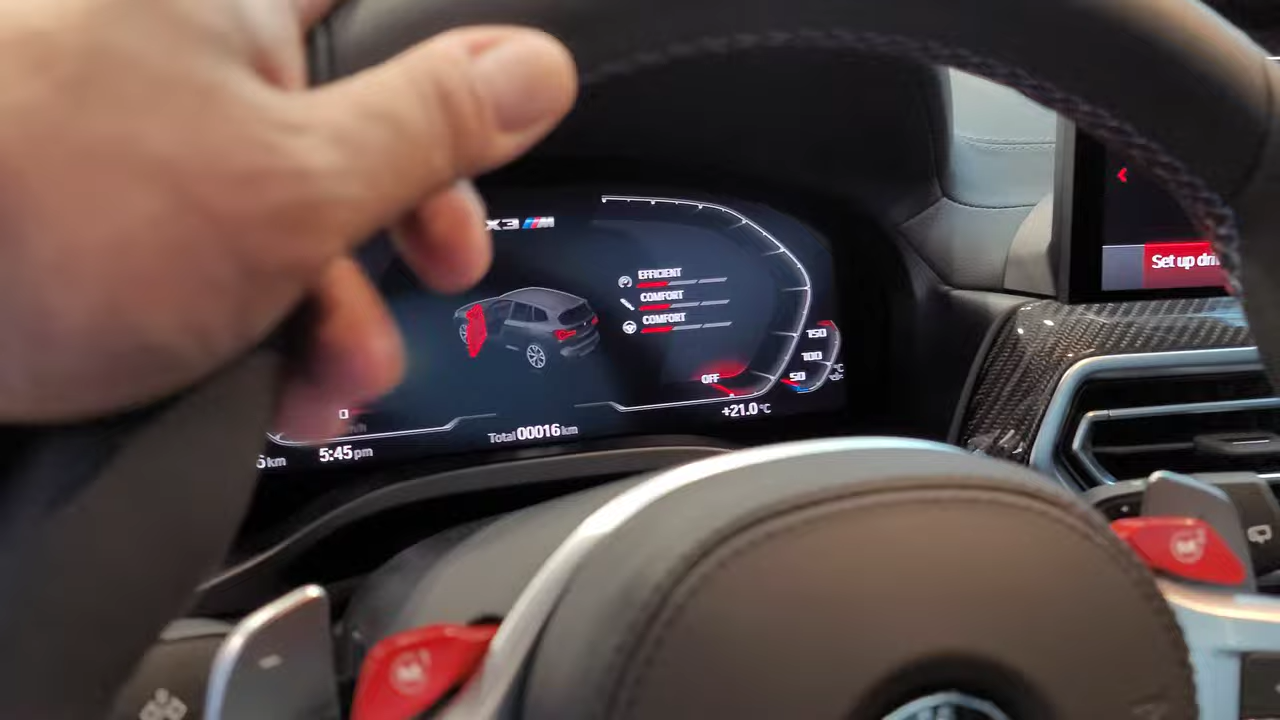 X3 M
EFFICIENT
COMFORT
COMFORT
150
100
50
°C
OFF
+21.0 °C
0
Total 00016 km
5:45 pm
km
Set up
M
M